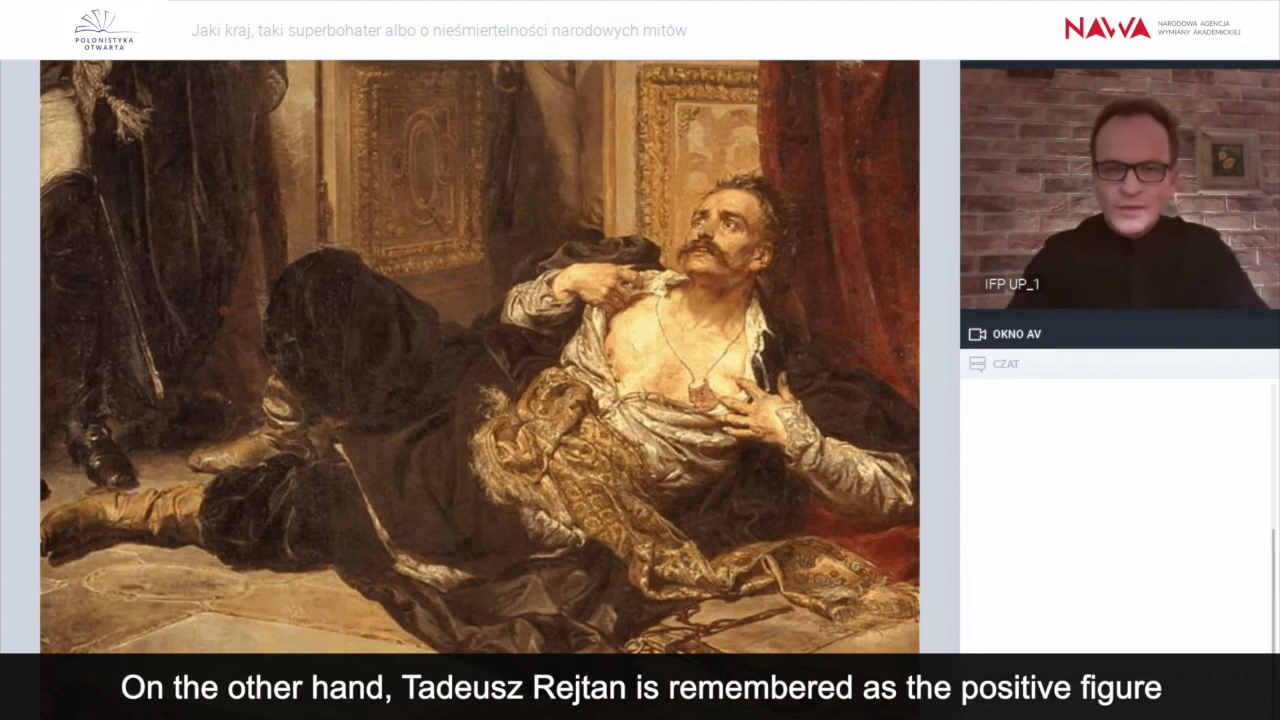 POLONISTYKA
OTWARTA
Jaki kraj, taki superbohater albo o nieśmiertelności narodowych mitów
NAWA
NARODOWA AGENCJA
WYMIANY AKADEMICKIEJ
IFP UP_1
OKNO AV
CZAT
On the other hand, Tadeusz Rejtan is remembered as the positive figure